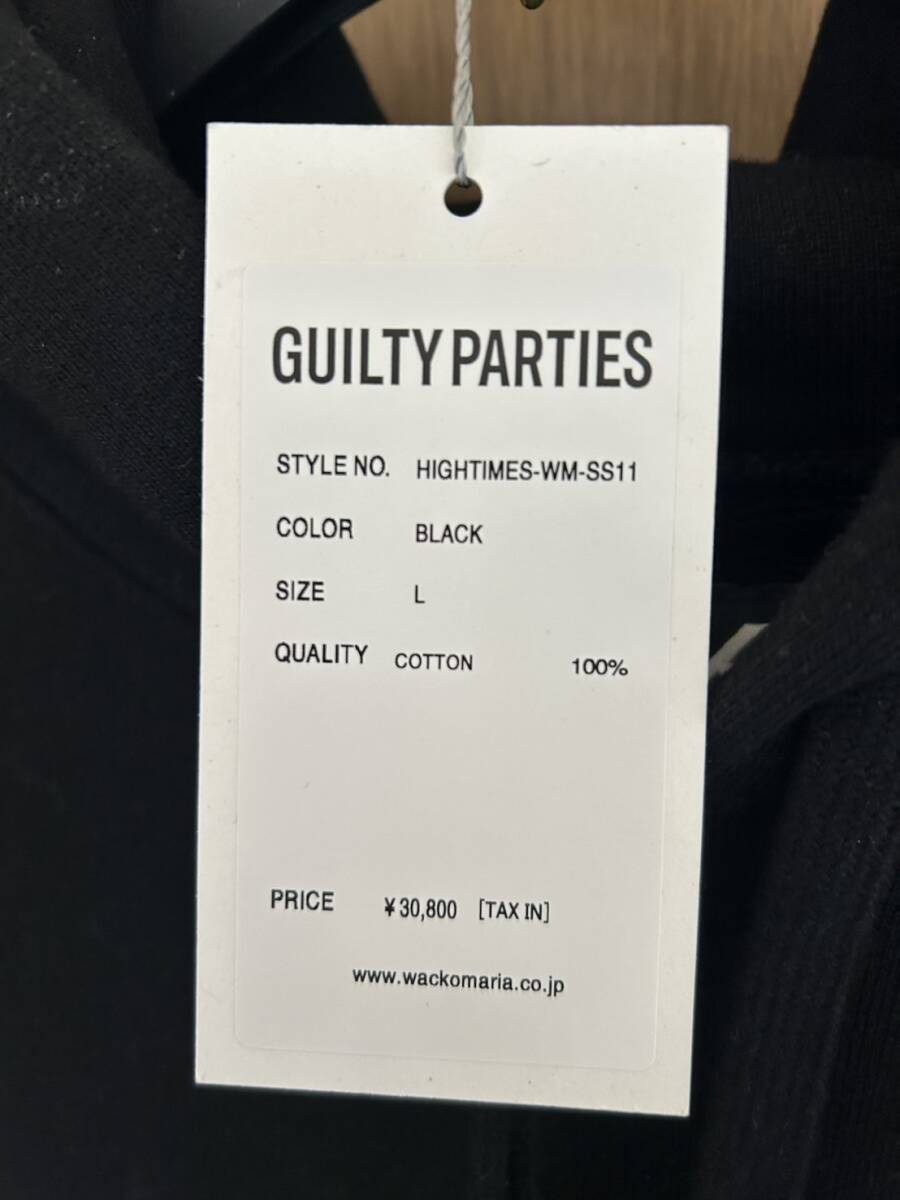 GUILTY PARTIES
STYLE NO. HIGHTIMES-WM-SS11
COLOR BLACK
SIZE L
QUALITY COTTON 100%
PRICE ¥30,800 [TAX IN]
www.wackomaria.co.jp